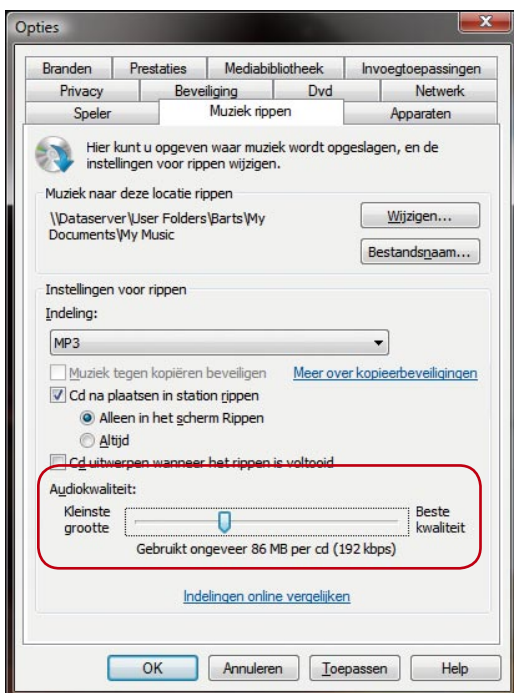 Opties
Branden Prestaties Mediabibliotheek Invoegtoepassingen
Privacy Beveiliging Dvd Netwerk
Speler Muziek rippen Apparaten
Hier kunt u opgeven waar muziek wordt opgeslagen, en de
instellingen voor rippen wijzigen.
Muziek naar deze locatie rippen
\\Dataserver\User Folders\Barts\My
Documents\My Music
Wijzigen...
Bestandsnaam...
Instellingen voor rippen
Indeling:
MP3
Muziek tegen kopiëren beveiligen Meer over kopieerbeveiligingen
Cd na plaatsen in station rippen
Alleen in het scherm Rippen
Altijd
Cd uitwerpen wanneer het rippen is voltooid
Audiokwaliteit:
Kleinste
grootte
Beste
kwaliteit
Gebruikt ongeveer 86 MB per cd (192 kbps)
Indelingen online vergelijken
OK Annuleren Toepassen Help